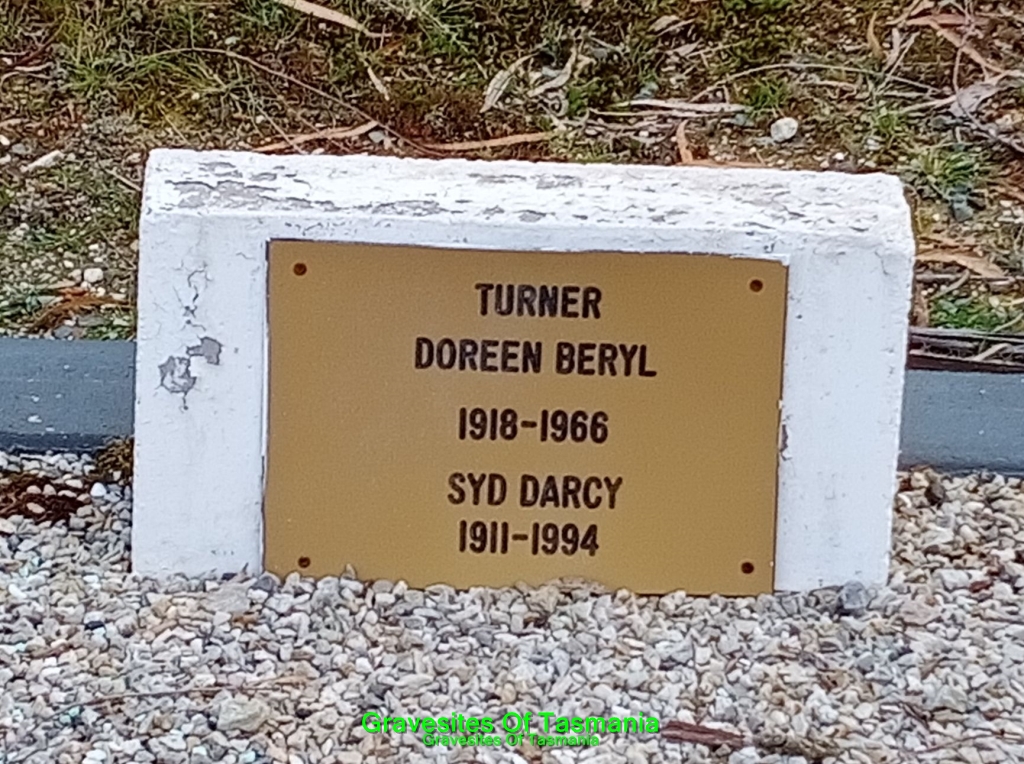 TURNER
DOREEN BERYL
1918-1966
SYD DARCY
1911-1994
Gravesites Of Tasmania
Gravesites Of Tasmania